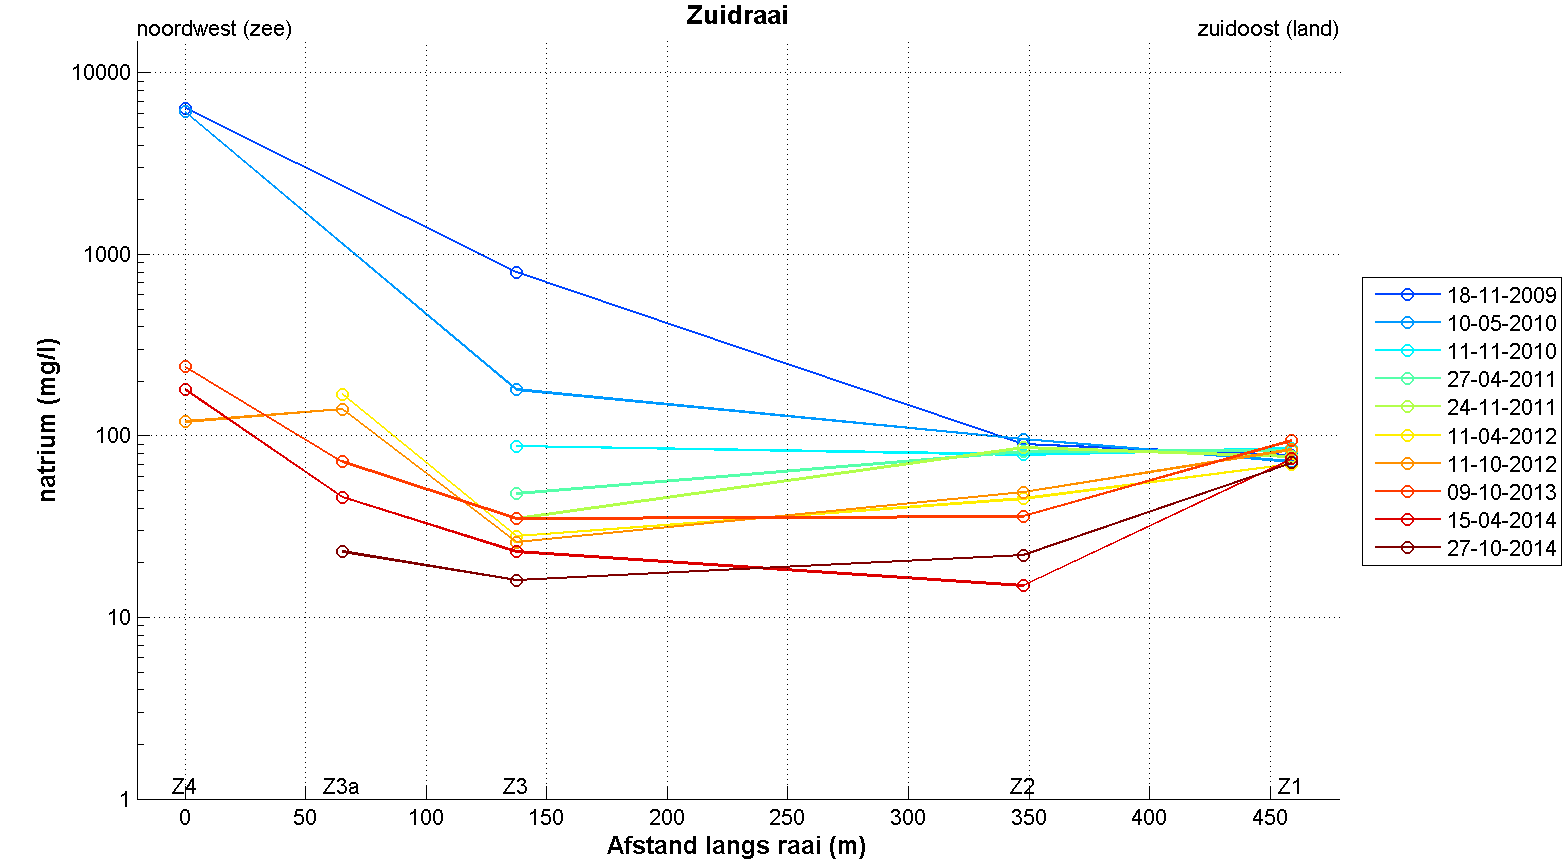 Zuidraai
noordwest (zee)
zuidoost (land)
natrium (mg/l)
10000
1000
100
10
1
Z4
Z3a
Z3
Z2
Z1
0
50
100
150
200
250
300
350
400
450
Afstand langs raai (m)
18-11-2009
10-05-2010
11-11-2010
27-04-2011
24-11-2011
11-04-2012
11-10-2012
09-10-2013
15-04-2014
27-10-2014